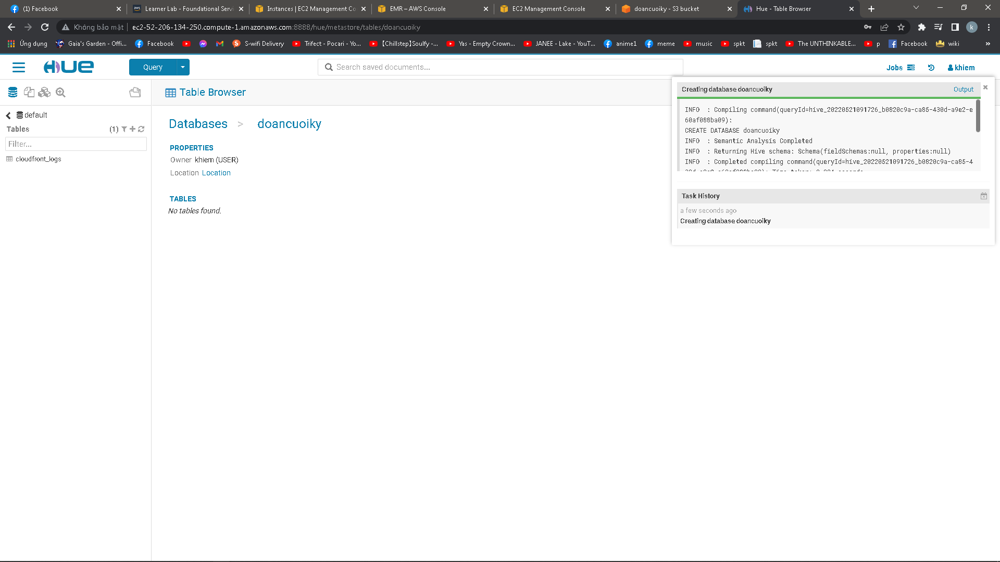 (1) Facebook
Learner Lab - Foundational Servi
Instances | EC2 Management Co
EMR – AWS Console
EC2 Management Console
doancuoiky - S3 bucket
Hue - Table Browser
Không bảo mật
ec2-52-206-134-250.compute-1.amazonaws.com:8888/hue/metastore/tables/doancuoiky
k
Ứng dụng
Gaia's Garden - Offi...
Facebook
S-wifi Delivery
Trifect - Pocari - Yo...
【Chillstep】Soulfy -...
Yas - Empty Crown...
JANEE - Lake - YouT...
anime1
meme
music
spkt
spkt
The UNTHINKABLE...
p
Facebook
wiki
»
HUE
Query
Search saved documents...
Jobs
khiem
Table Browser
default
Tables
(1)
Filter...
cloudfront_logs
Databases > doancuoiky
PROPERTIES
Owner khiem (USER)
Location Location
TABLES
No tables found.
Creating database doancuoiky
Output
INFO : Compiling command(queryId=hive_20220521091726_b0820c9a-ca85-430d-a9e2-e
60af088ba09):
CREATE DATABASE doancuoiky
INFO : Semantic Analysis Completed
INFO : Returning Hive schema: Schema(fieldSchemas:null, properties:null)
INFO : Completed compiling command(queryId=hive_20220521091726_b0820c9a-ca85-4
Task History
a few seconds ago
Creating database doancuoiky